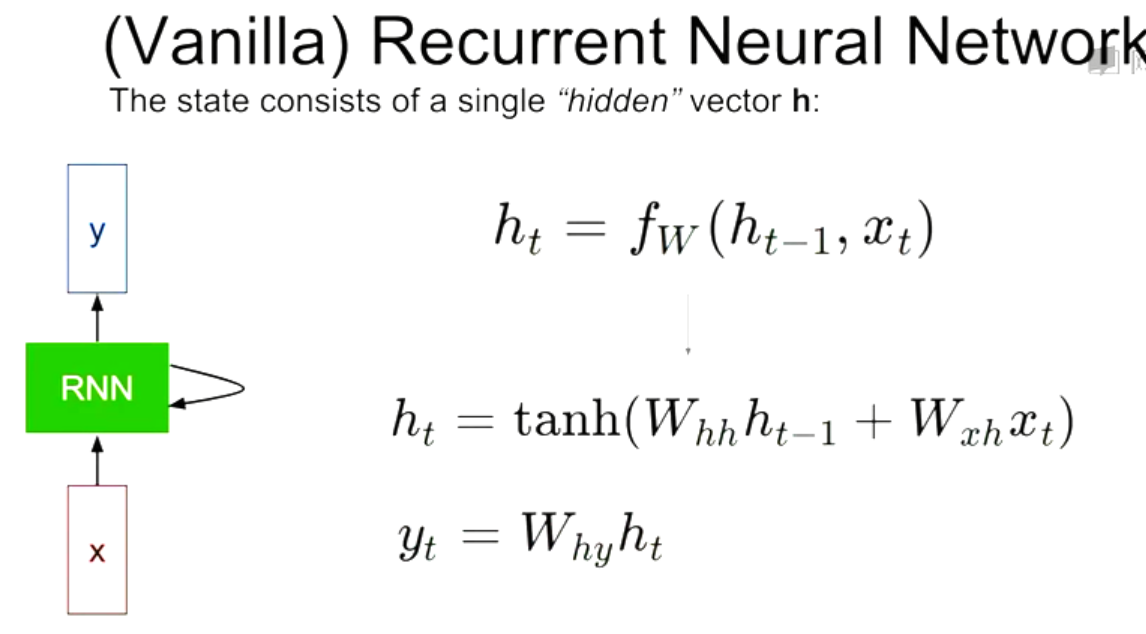 (Vanilla) Recurrent Neural Network
The state consists of a single “hidden” vector h:
y
RNN
x
h_t = f_W(h_{t−1}, x_t)
h_t = tanh(W_{hh}h_{t−1} + W_{xh}x_t)
y_t = W_{hy}h_t